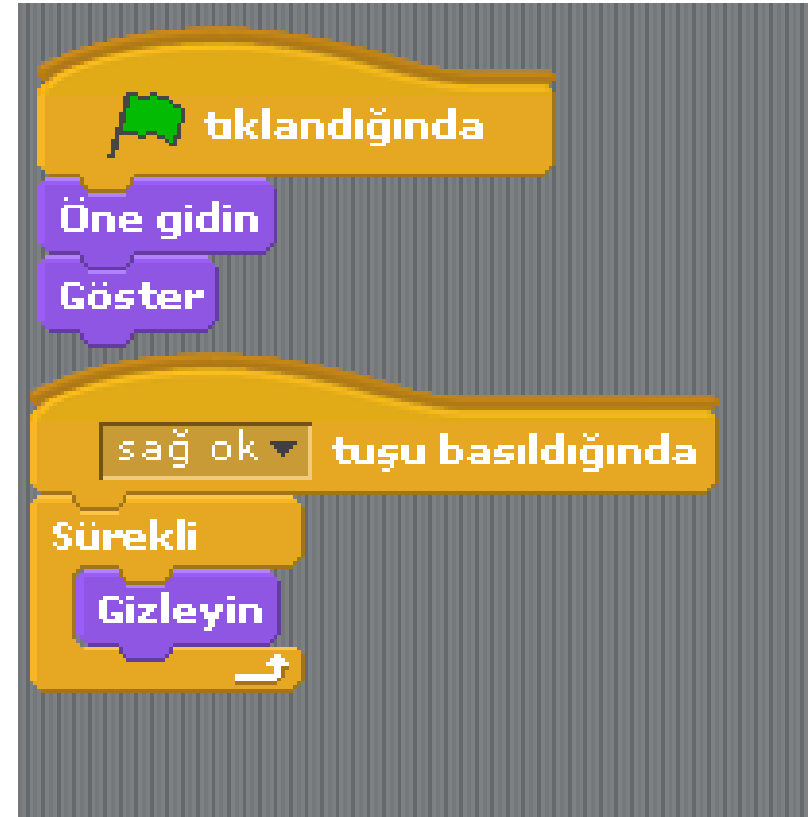 tıklandığında
Öne gidin
Göster
sağ ok tuşu basıldığında
Sürekli
Gizleyin